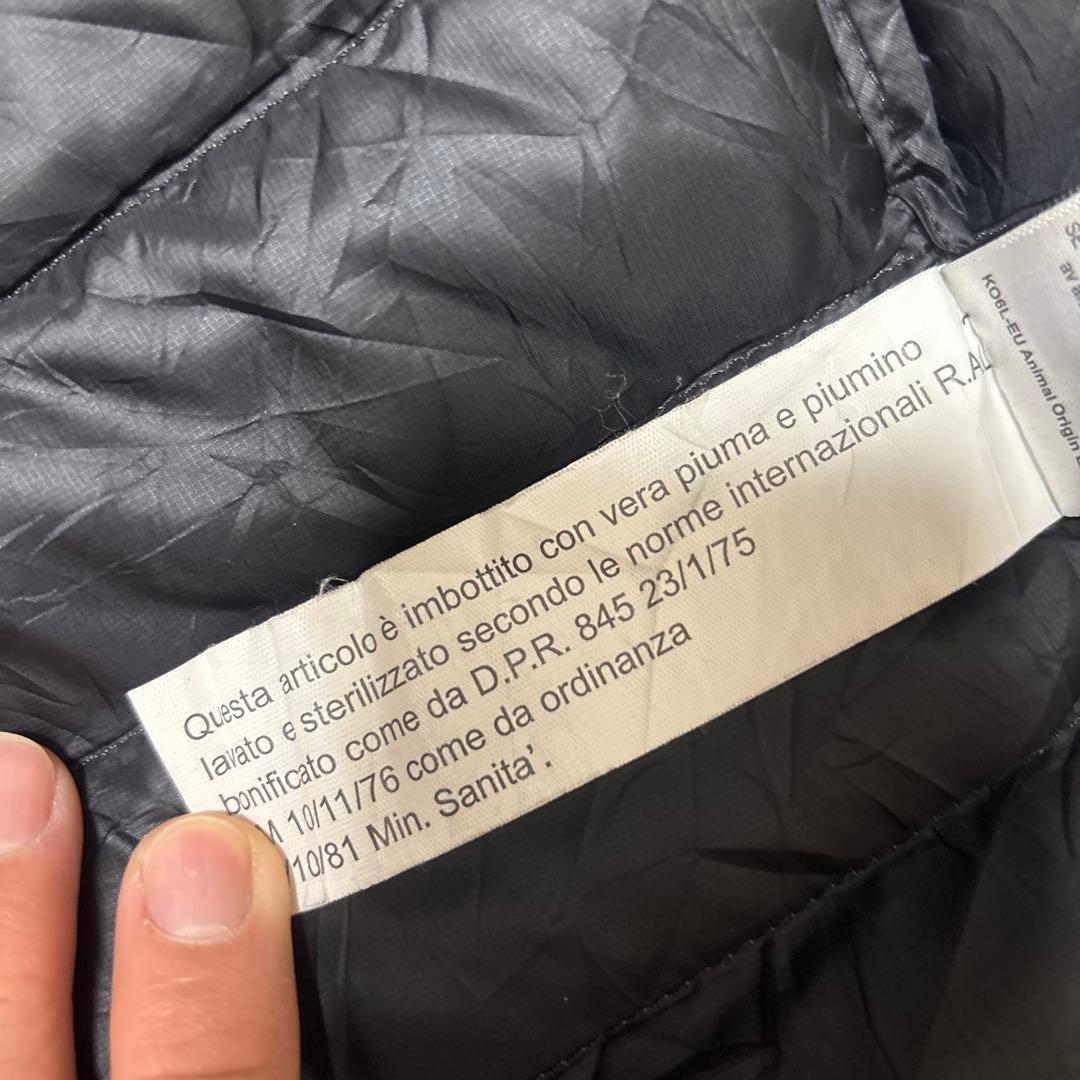 Questa articolo è imbottito con vera piuma e piumino
lavato e sterilizzato secondo le norme internazionali
bonificato come da D.P.R. 845 23/1/75
10/11/76 come da ordinanza
10/81 Min. Sanita'.
KO6L-EU Animal Origin